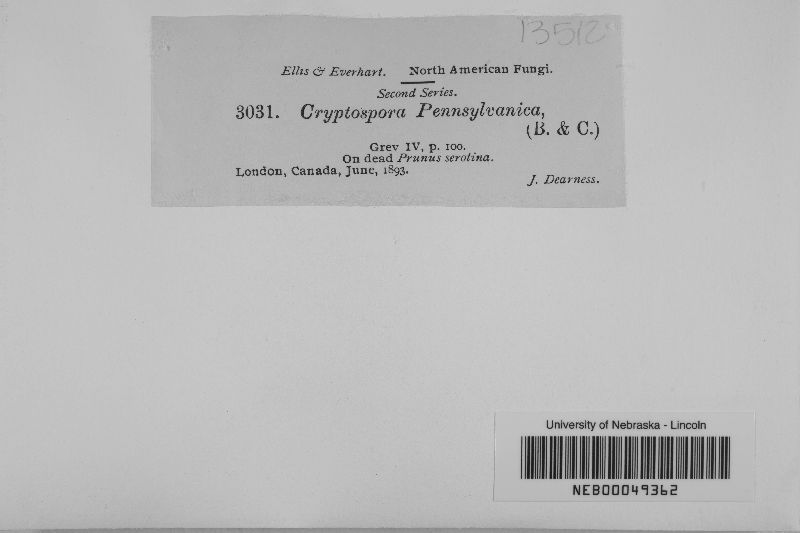 13512
Ellis & Everhart. North American Fungi.
Second Series.
3031. Cryptospora Pennsylvanica,
(B. & C.)
Grev IV, p. 100.
On dead Prunus serotina.
London, Canada, June, 1893.
J. Dearness.
University of Nebraska - Lincoln
NEB00049362